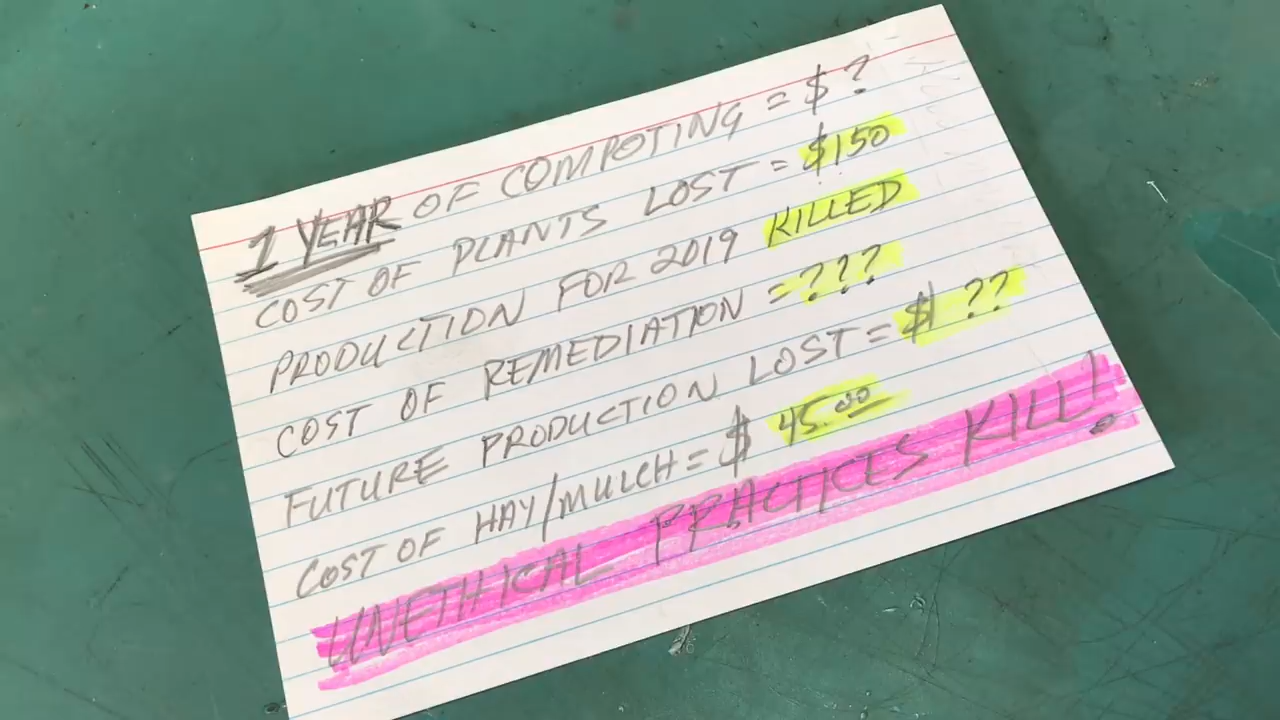 1 YEAR OF COMPOTING = $ ?
COST OF PLANTS LOST = $150
PRODUCTION FOR 2019 KILLED
COST OF REMEDIATION = ???
FUTURE PRODUCTION LOST = $ ??
COST OF HAY/MULCH = $ 45.00
UNETHICAL PRACTICES KILL!